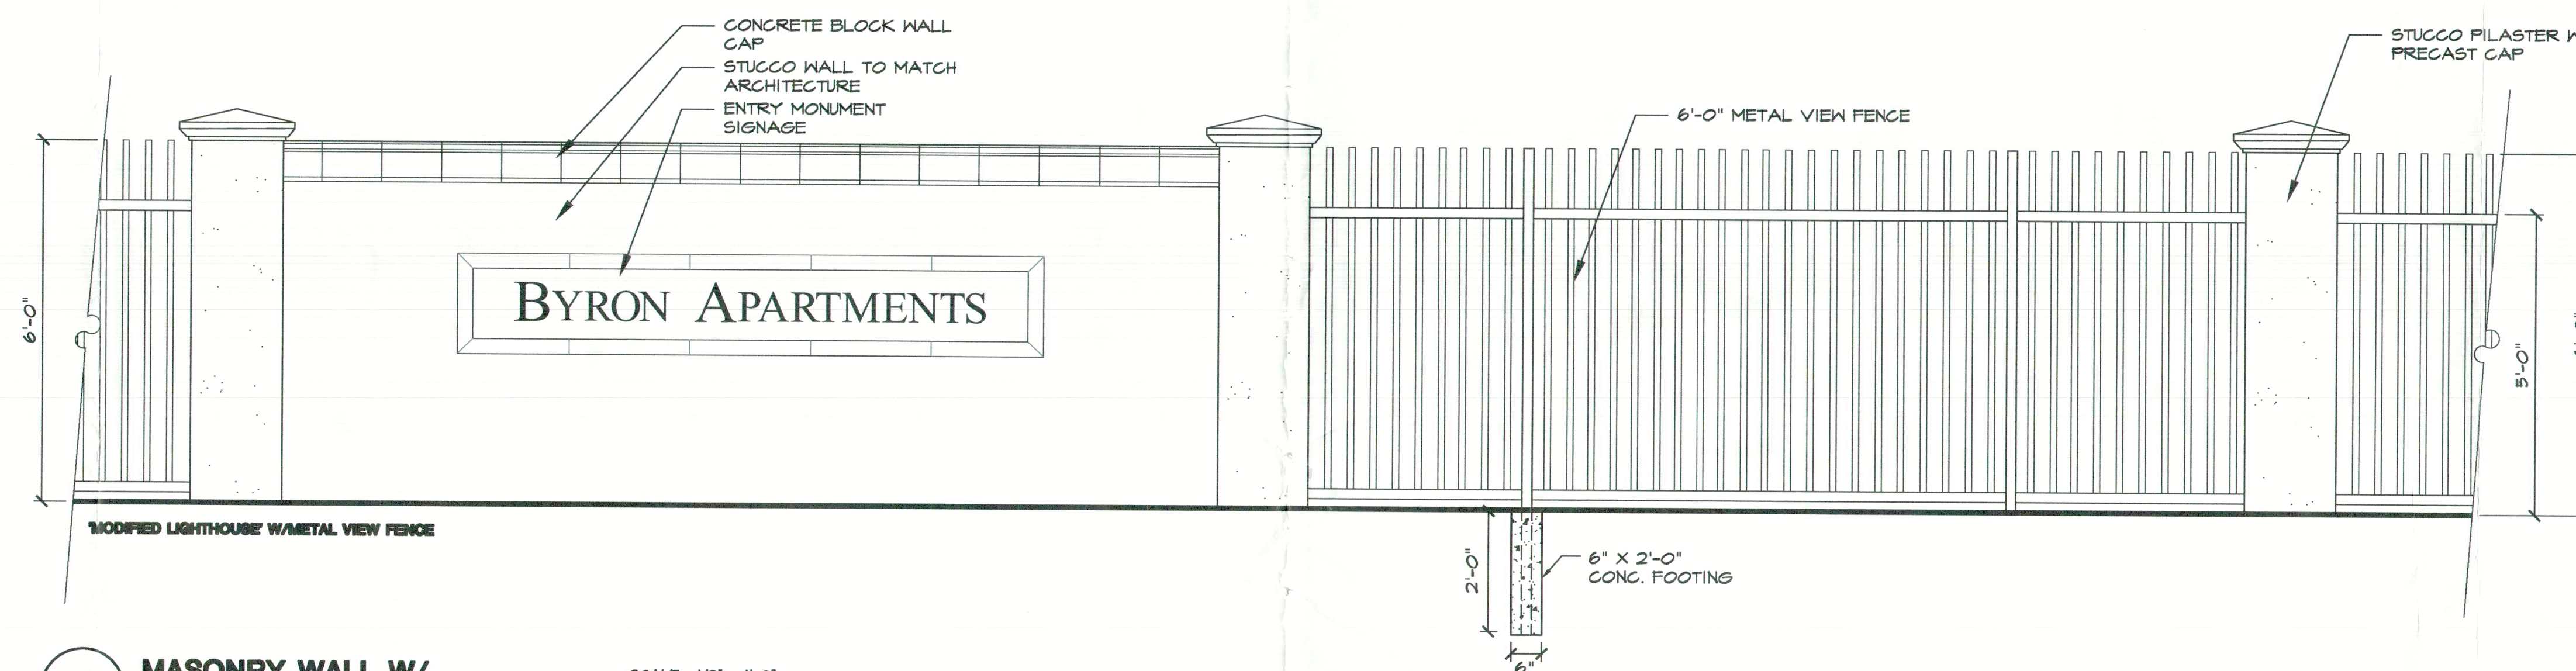 CONCRETE BLOCK WALL
CAP
STUCCO WALL TO MATCH
ARCHITECTURE
ENTRY MONUMENT
SIGNAGE
6'-0" METAL VIEW FENCE
STUCCO PILASTER
PRECAST CAP
6'-0"
BYRON APARTMENTS
5'-0"
'MODIFIED LIGHTHOUSE' W/METAL VIEW FENCE
2'-0"
6" X 2'-0"
CONC. FOOTING
6"
MASONRY WALL W/